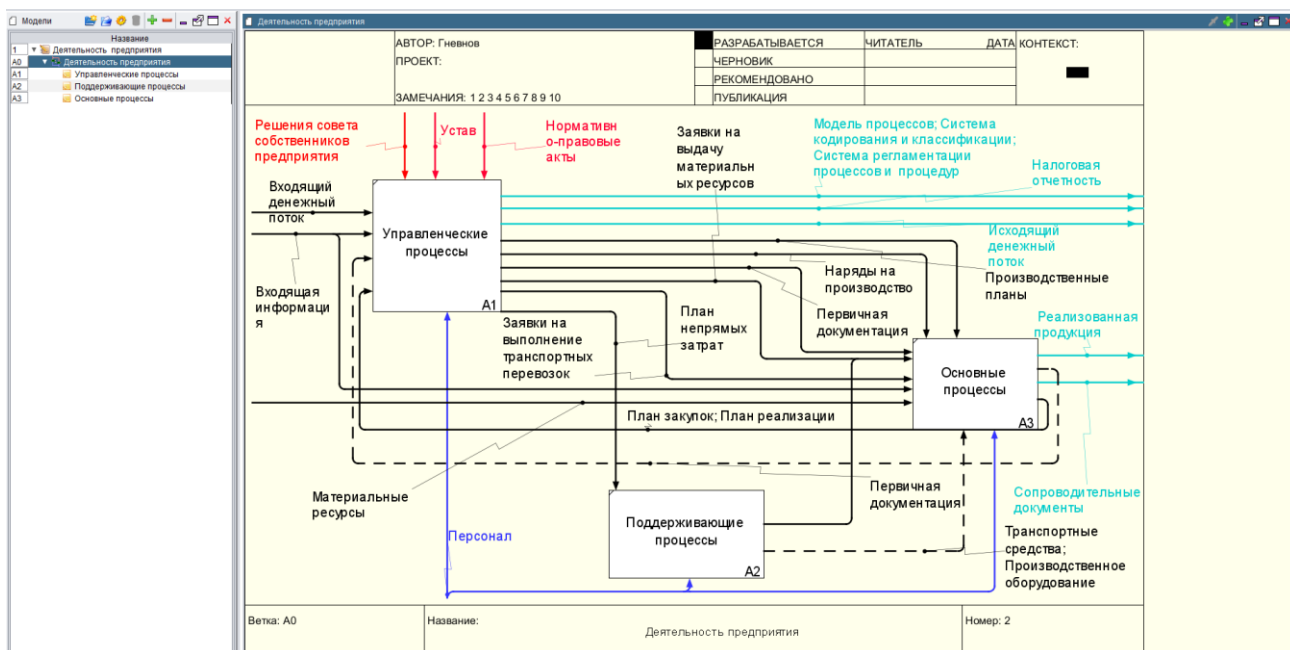 Модели
Название
1 Деятельность предприятия
A0 Деятельность предприятия
A1 Управленческие процессы
A2 Поддерживающие процессы
A3 Основные процессы
Деятельность предприятия
АВТОР: Гневнов
ПРОЕКТ:
ЗАМЕЧАНИЯ: 1 2 3 4 5 6 7 8 9 10
РАЗРАБАТЫВАЕТСЯ
ЧЕРНОВИК
РЕКОМЕНДОВАНО
ПУБЛИКАЦИЯ
ЧИТАТЕЛЬ
ДАТА
КОНТЕКСТ:
Решения совета
собственников
предприятия
Устав
Нормативн
о-правовые
акты
Заявки на
выдачу
материальн
ых ресурсов
Модель процессов; Система
кодирования и классификации;
Система регламентации
процессов и процедур
Налоговая
отчетность
Входящий
денежный
поток
Управленческие
процессы
A1
Исходящий
денежный
поток
Наряды на
производство
Производственные
планы
Входящая
информаци
я
Первичная
документация
План
непрямых
затрат
Заявки на
выполнение
транспортных
перевозок
Реализованная
продукция
Основные
процессы
A3
План закупок; План реализации
Материальные
ресурсы
Первичная
документация
Сопроводительные
документы
Персонал
Поддерживающие
процессы
A2
Транспортные
средства;
Производственное
оборудование
Ветка: A0
Название:
Деятельность предприятия
Номер: 2